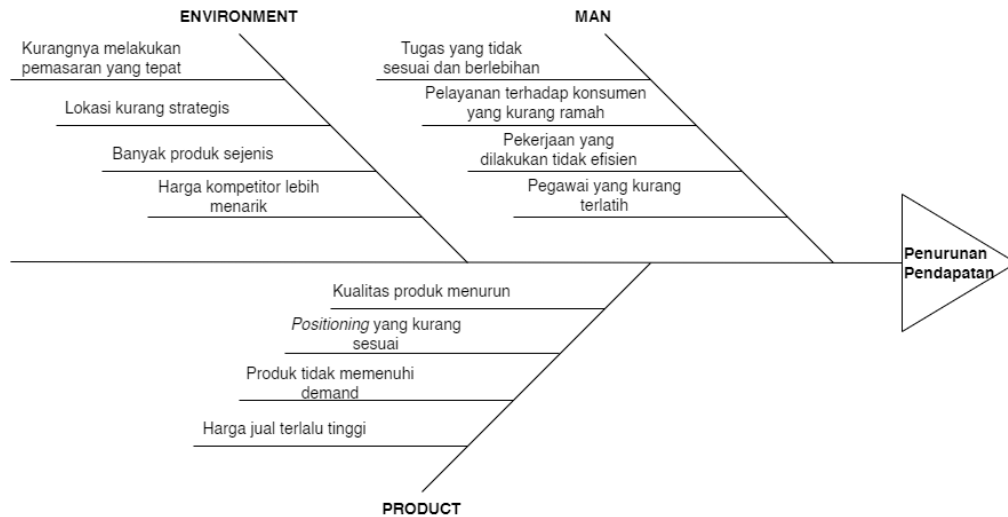 ENVIRONMENT
Kurangnya melakukan
pemasaran yang tepat
Lokasi kurang strategis
Banyak produk sejenis
Harga kompetitor lebih
menarik
MAN
Tugas yang tidak
sesuai dan berlebihan
Pelayanan terhadap konsumen
yang kurang ramah
Pekerjaan yang
dilakukan tidak efisien
Pegawai yang kurang
terlatih
Penurunan
Pendapatan
Kualitas produk menurun
Positioning yang kurang
sesuai
Produk tidak memenuhi
demand
Harga jual terlalu tinggi
PRODUCT